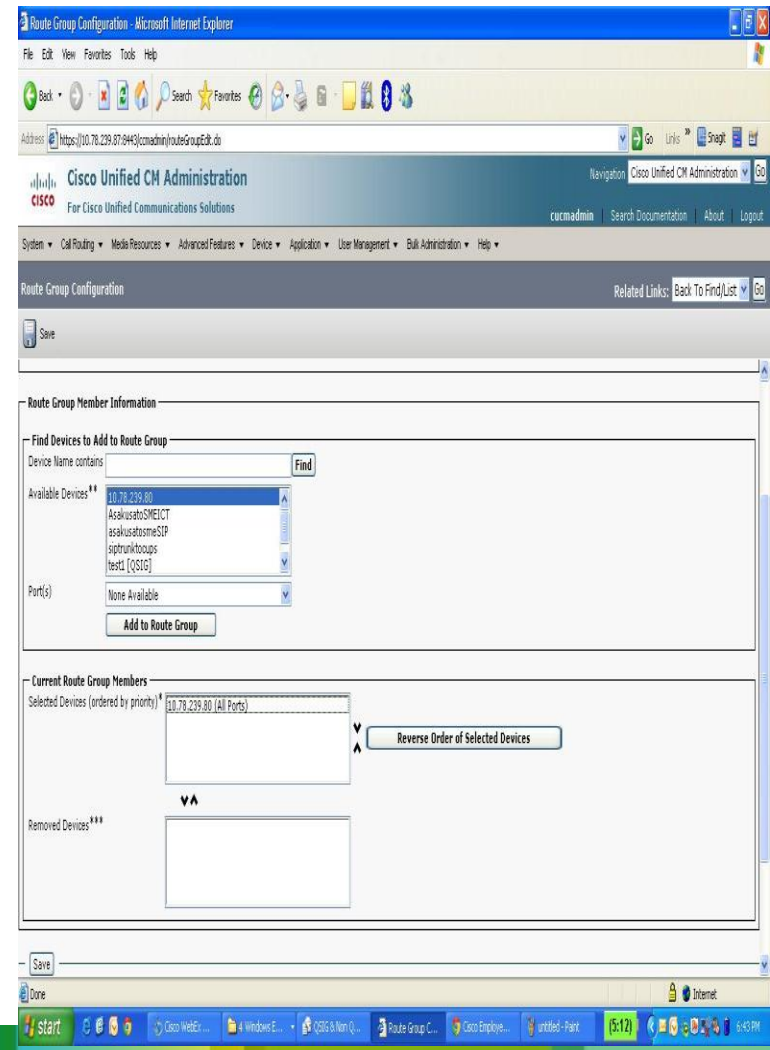 Route Group Configuration - Microsoft Internet Explorer
File Edit View Favorites Tools Help
Back Search Favorites
Address https://10.78.239.87:8443/ccmadmin/routeGroupEdit.do Go Links » SnagIt
CISCO
Cisco Unified CM Administration
For Cisco Unified Communications Solutions
Navigation Cisco Unified CM Administration Go
cucmadmin | Search Documentation | About | Logout
System Call Routing Media Resources Advanced Features Device Application User Management Bulk Administration Help
Route Group Configuration
Related Links: Back To Find/List Go
Save
Route Group Member Information
Find Devices to Add to Route Group
Device Name contains Find
Available Devices**
10.78.239.80
AsakusatoSMEICT
asakusatosmeSIP
siptrunktocups
test1 [QSIG]
Port(s) None Available
Add to Route Group
Current Route Group Members
Selected Devices (ordered by priority)* 10.78.239.80 (All Ports)
Reverse Order of Selected Devices
Removed Devices***
Save
Done Internet
start Cisco WebEx ... 4 Windows E... QSIG & Non Q... Route Group C... Cisco Employe... untitled - Paint (5:12) 6:43 PM